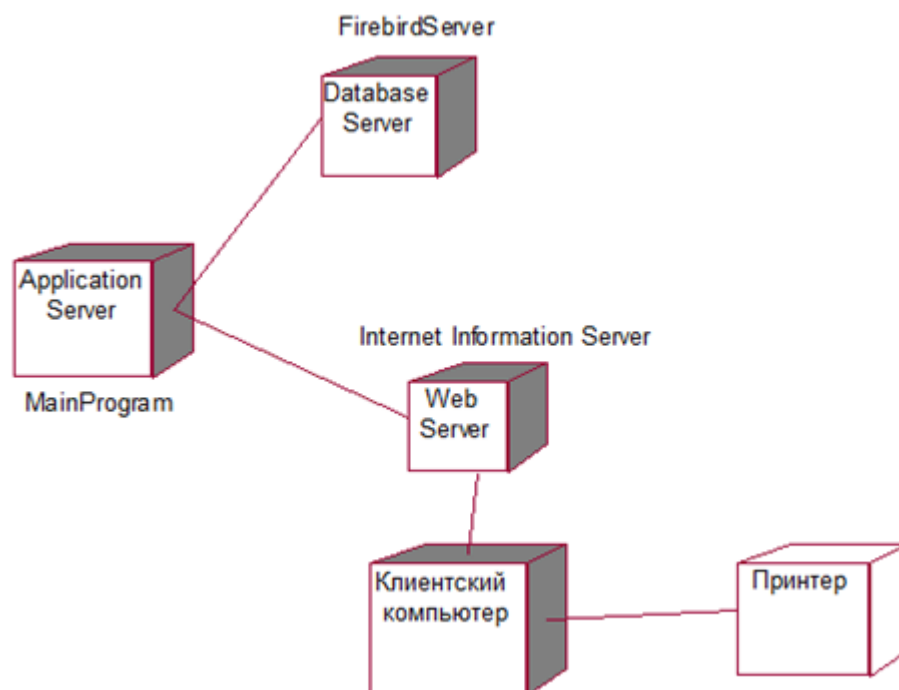 FirebirdServer
Database
Server
Application
Server
MainProgram
Internet Information Server
Web
Server
Клиентский
компьютер
Принтер